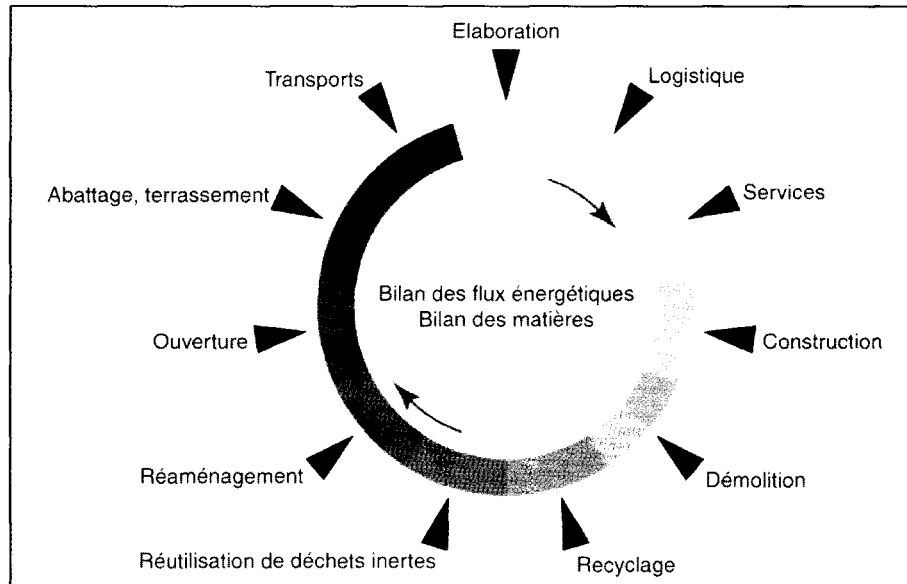 Elaboration
Logistique
Transports
Abattage, terrassement
Services
Bilan des flux énergétiques
Bilan des matières
Ouverture
Construction
Réaménagement
Démolition
Réutilisation de déchets inertes
Recyclage